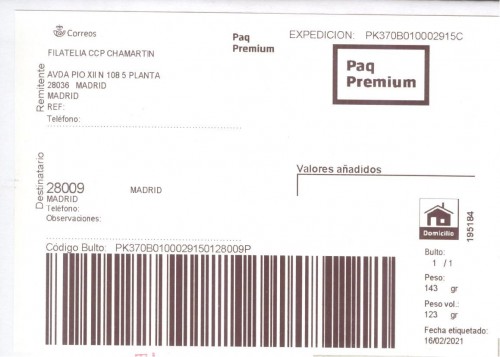 Correos
Paq
Premium
EXPEDICION: PK370B010002915C
FILATELIA CCP CHAMARTIN
Paq
Premium
AVDA PIO XII N 10B 5 PLANTA
28036 MADRID
MADRID
REF:
Teléfono:
Remitente
Valores añadidos
Destinatario
28009 MADRID
MADRID
Teléfono:
Observaciones:
Domicilio
195184
Código Bulto: PK370B0100029150128009P
Bulto:
1 / 1
Peso:
143 gr
Peso vol.:
123 gr
Fecha etiquetado:
16/02/2021